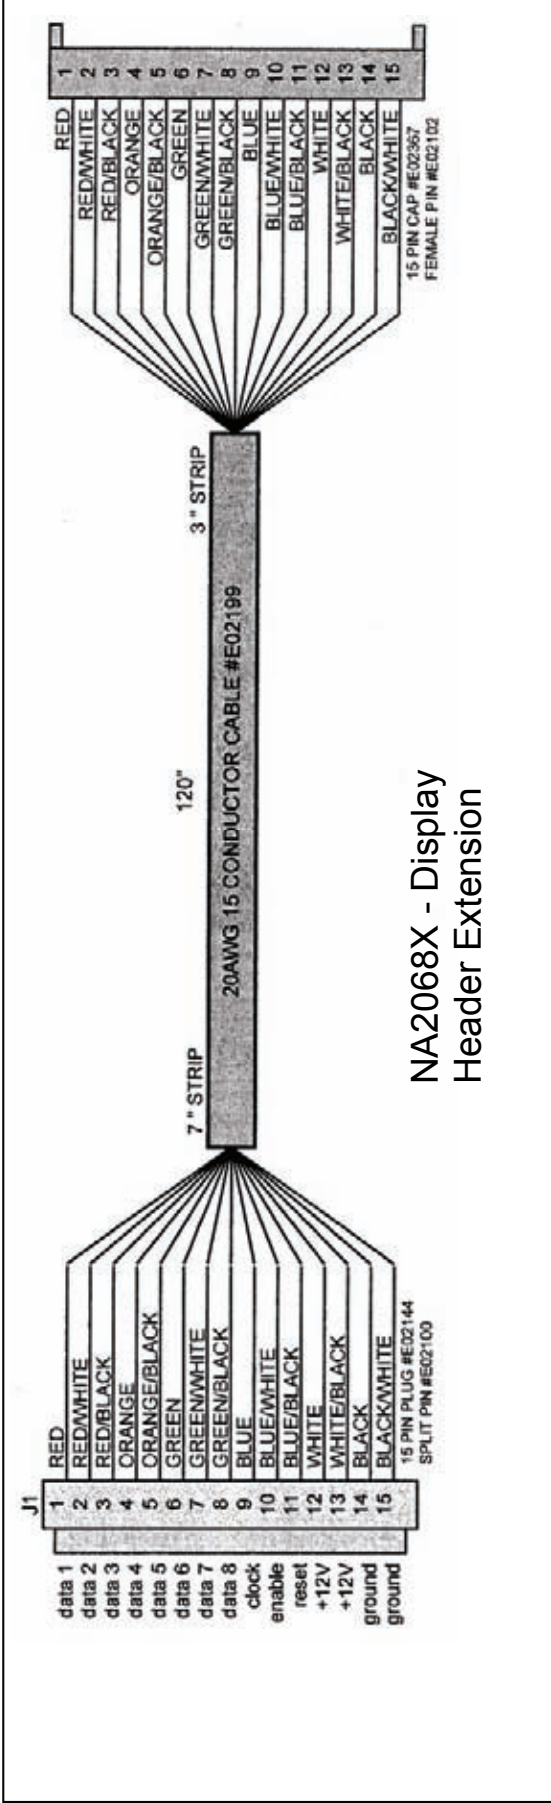 J1
data 1 1 RED
data 2 2 RED/WHITE
data 3 3 RED/BLACK
data 4 4 ORANGE
data 5 5 ORANGE/BLACK
data 6 6 GREEN
data 7 7 GREEN/WHITE
data 8 8 GREEN/BLACK
clock 9 BLUE
enable 10 BLUE/WHITE
reset 11 BLUE/BLACK
+12V 12 WHITE
+12V 13 WHITE/BLACK
ground 14 BLACK
ground 15 BLACK/WHITE
15 PIN PLUG #E02144
SPLIT PIN #E02100
7 " STRIP
120"
3 " STRIP
20AWG 15 CONDUCTOR CABLE #E02199
RED 1
RED/WHITE 2
RED/BLACK 3
ORANGE 4
ORANGE/BLACK 5
GREEN 6
GREEN/WHITE 7
GREEN/BLACK 8
BLUE 9
BLUE/WHITE 10
BLUE/BLACK 11
WHITE 12
WHITE/BLACK 13
BLACK 14
BLACK/WHITE 15
15 PIN CAP #E02367
FEMALE PIN #E02102
NA2068X - Display
Header Extension